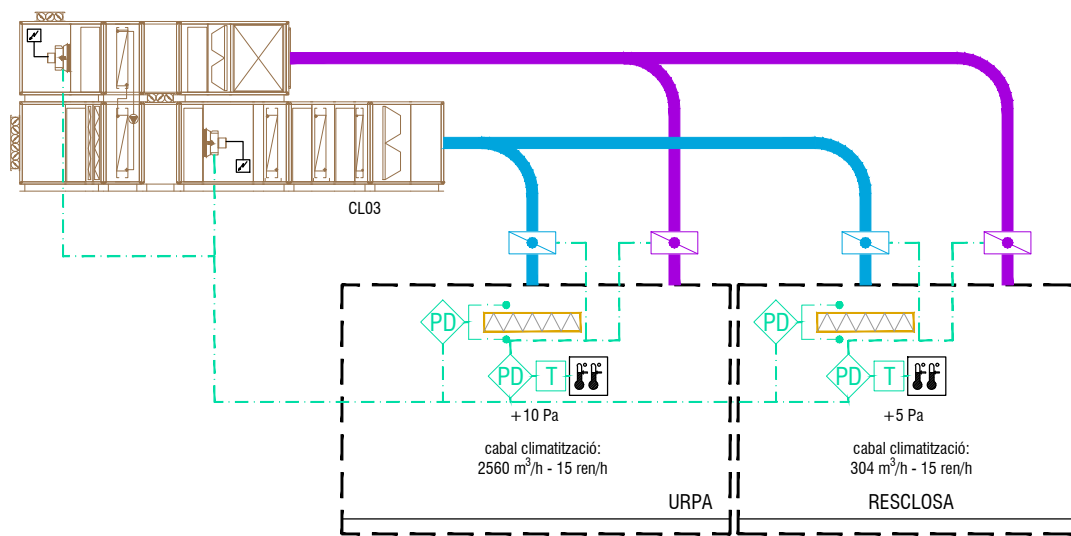 CL03
PD
PD
T
+10 Pa
cabal climatització:
2560 m³/h - 15 ren/h
URPA
PD
PD
T
+5 Pa
cabal climatització:
304 m³/h - 15 ren/h
RESCLOSA